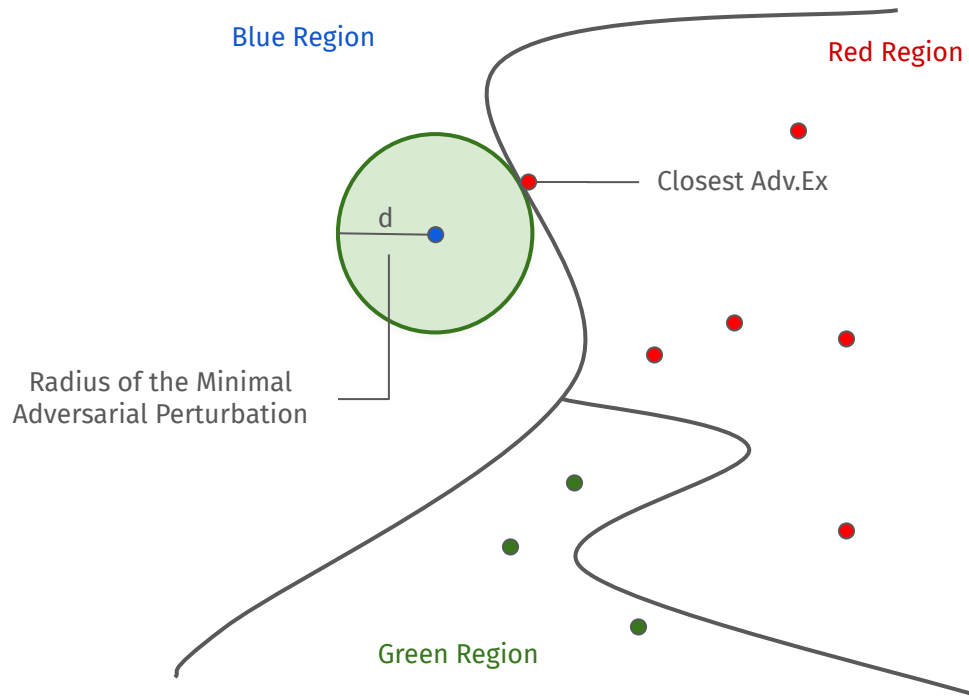 Blue Region
Red Region
Closest Adv.Ex
d
Radius of the Minimal
Adversarial Perturbation
Green Region